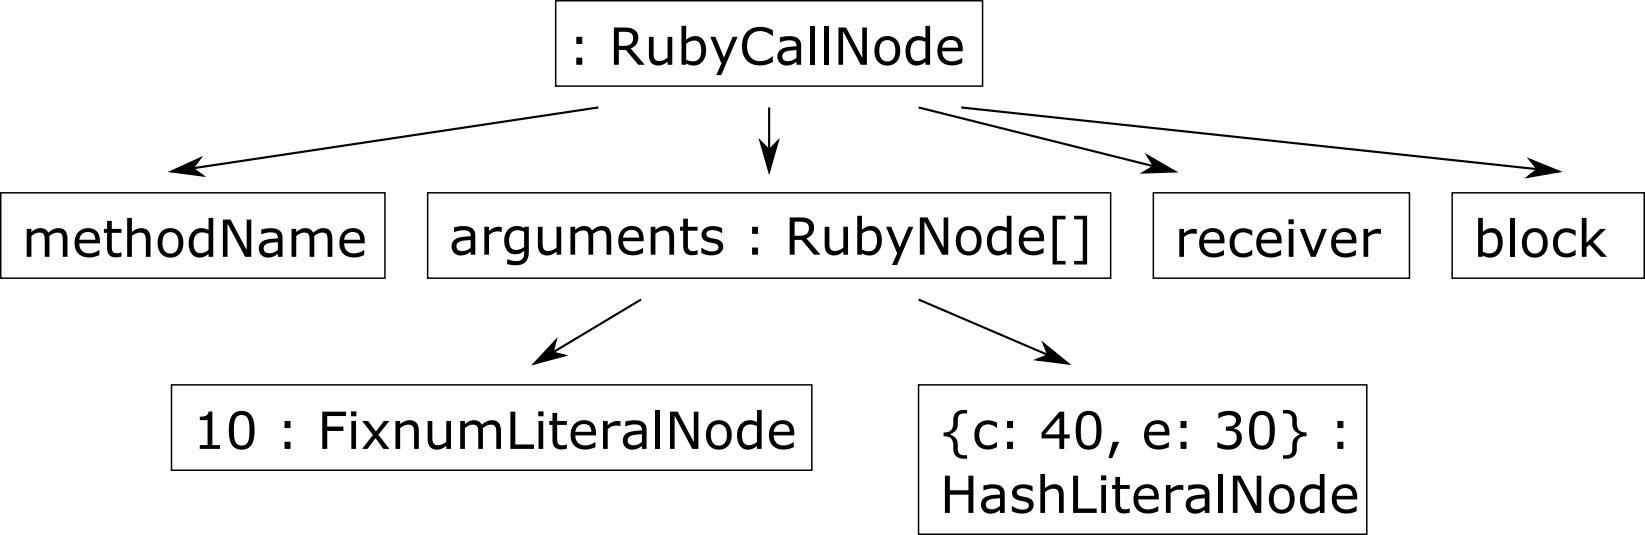 : RubyCallNode
methodName
arguments : RubyNode[]
receiver
block
10 : FixnumLiteralNode
{c: 40, e: 30} :
HashLiteralNode